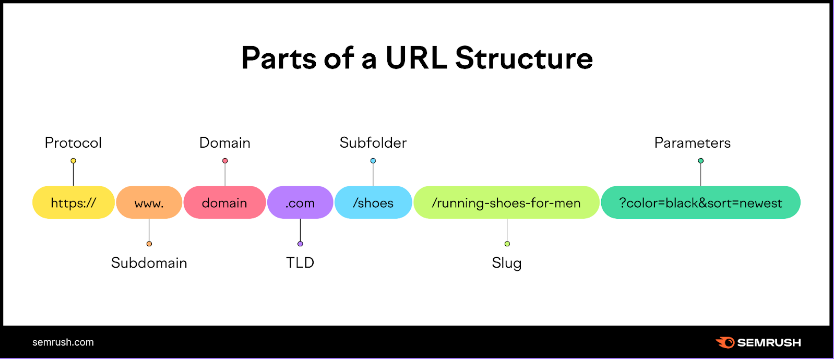 Parts of a URL Structure
Protocol
Domain
Subfolder
Parameters
https://
www.
domain
.com
/shoes
/running-shoes-for-men
?color=black&sort=newest
Subdomain
TLD
Slug
semrush.com
SEMRUSH